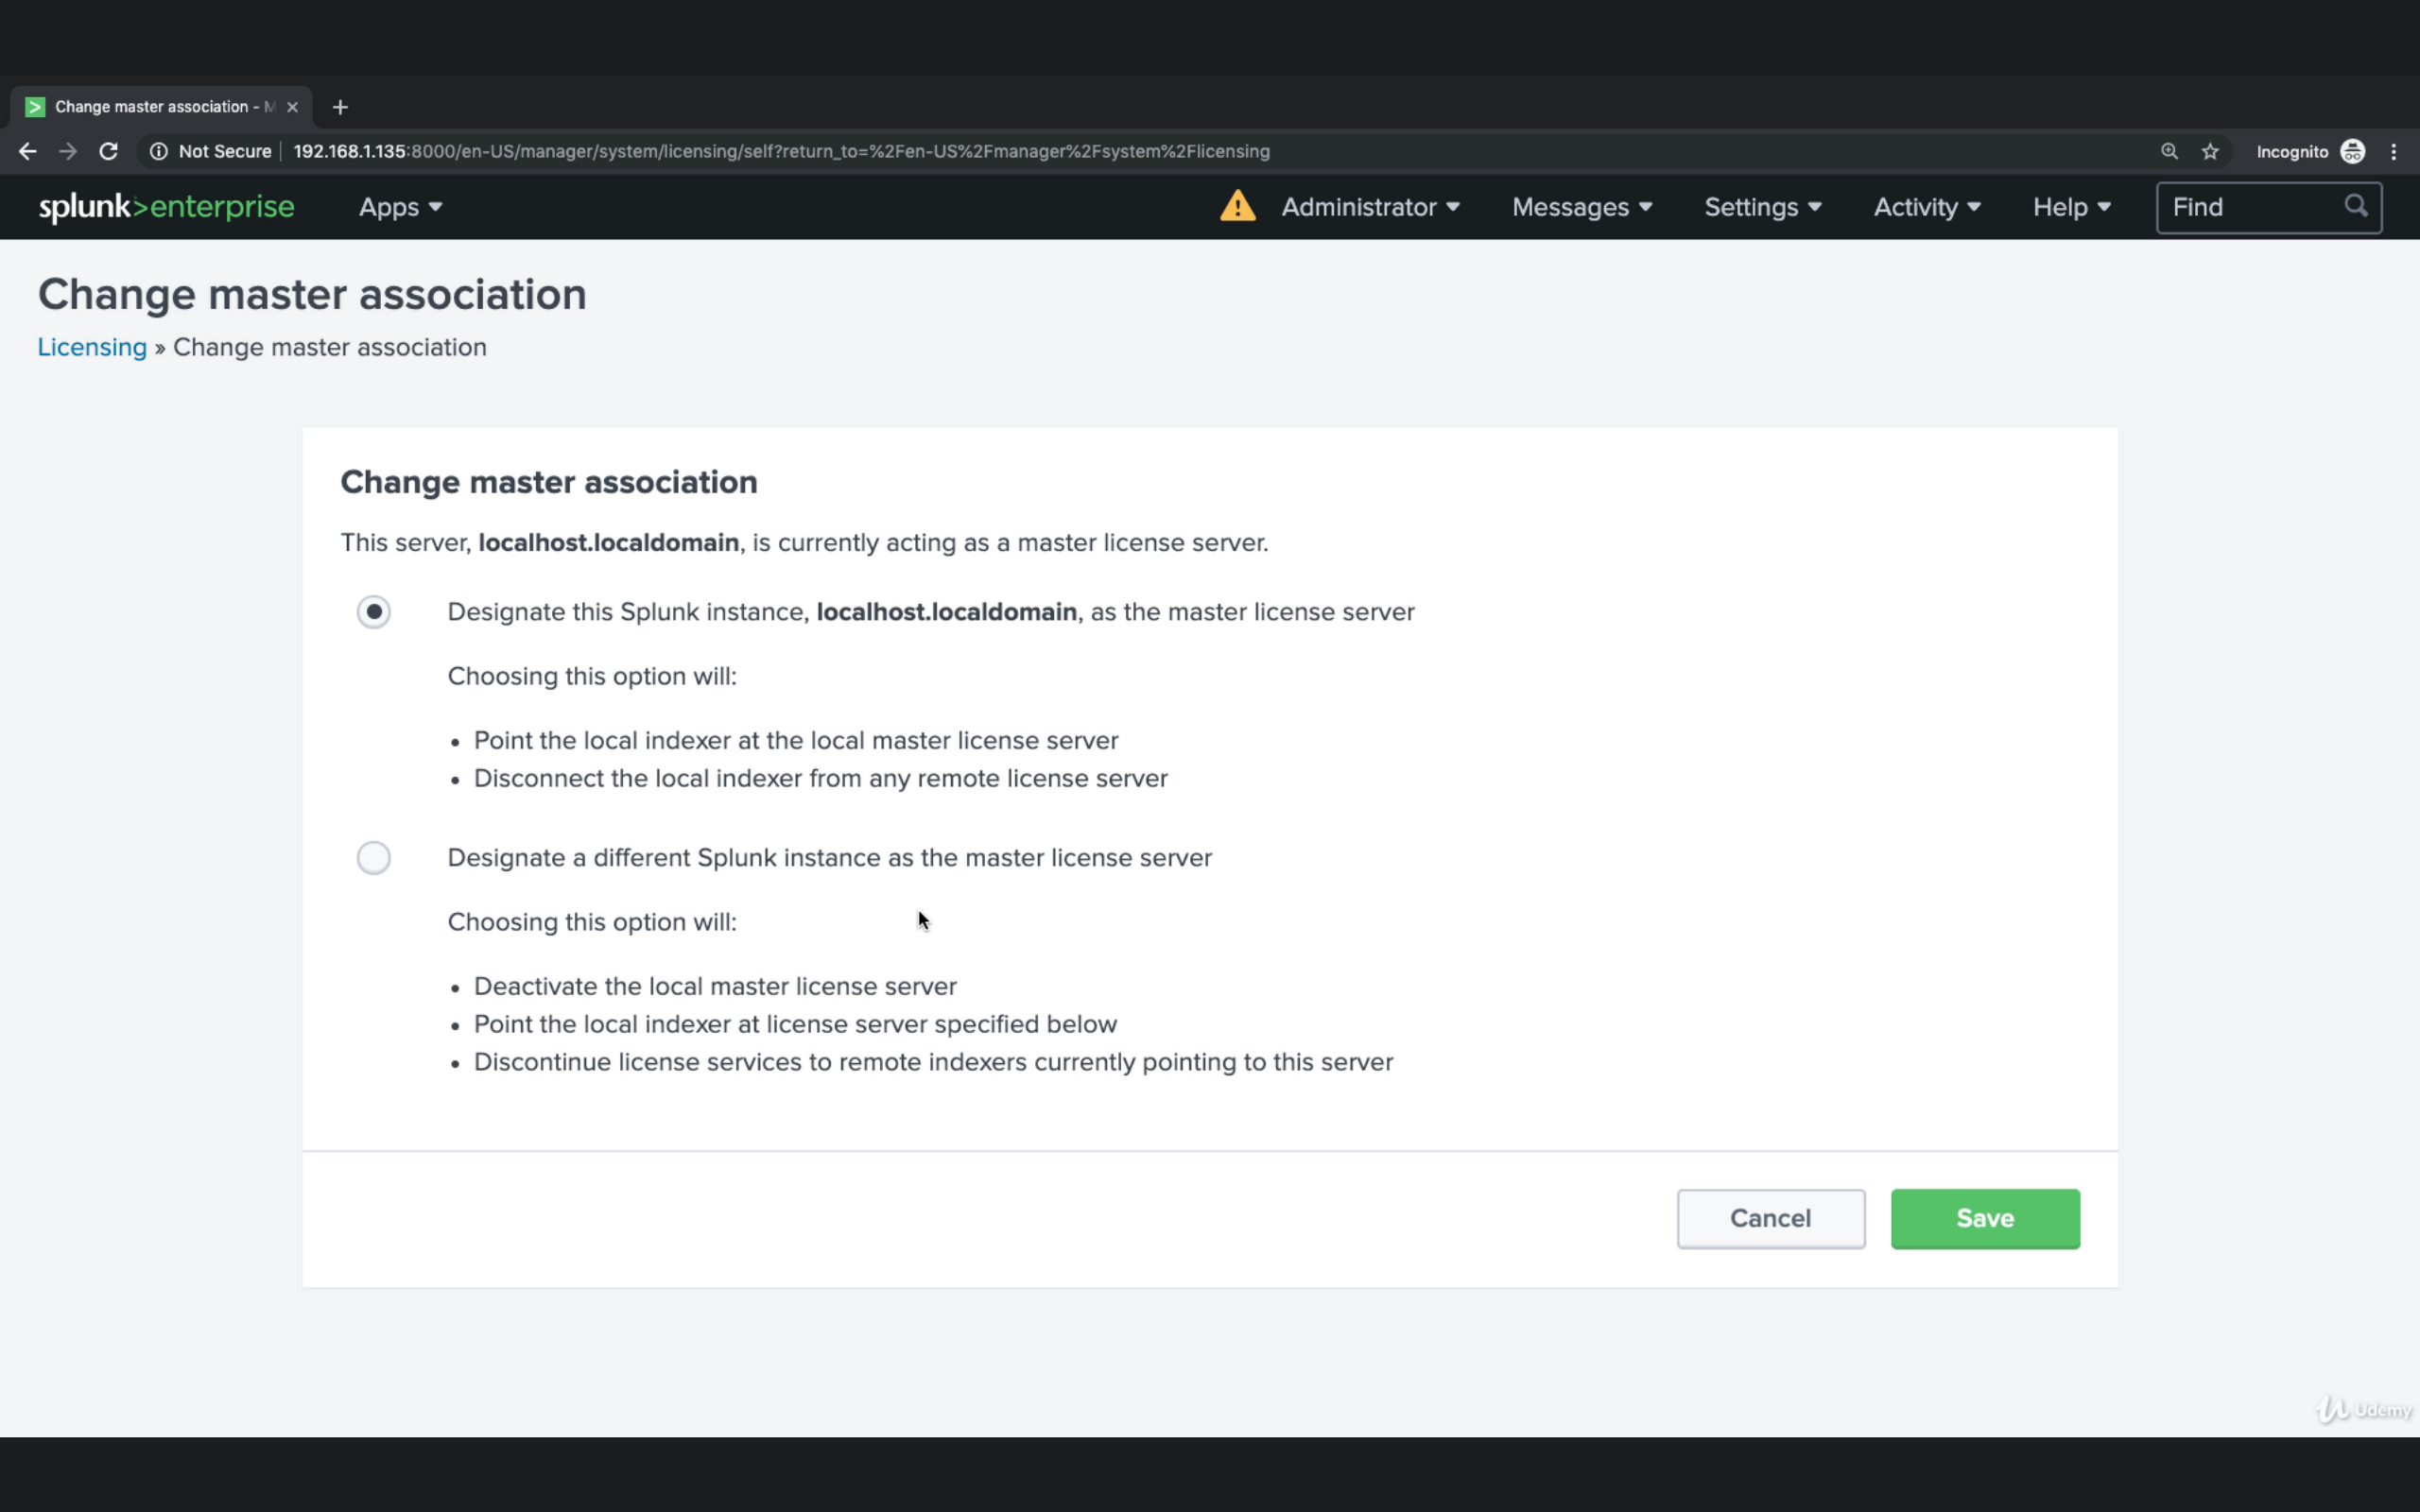 Change master association - M
Not Secure 192.168.1.135:8000/en-US/manager/system/licensing/self?return_to=%2Fen-US%2Fmanager%2Fsystem%2Flicensing Incognito
splunk>enterprise Apps Administrator Messages Settings Activity Help Find
Change master association
Licensing » Change master association
Change master association
This server, localhost.localdomain, is currently acting as a master license server.
Designate this Splunk instance, localhost.localdomain, as the master license server
Choosing this option will:
• Point the local indexer at the local master license server
• Disconnect the local indexer from any remote license server
Designate a different Splunk instance as the master license server
Choosing this option will:
• Deactivate the local master license server
• Point the local indexer at license server specified below
• Discontinue license services to remote indexers currently pointing to this server
Cancel Save
Udemy